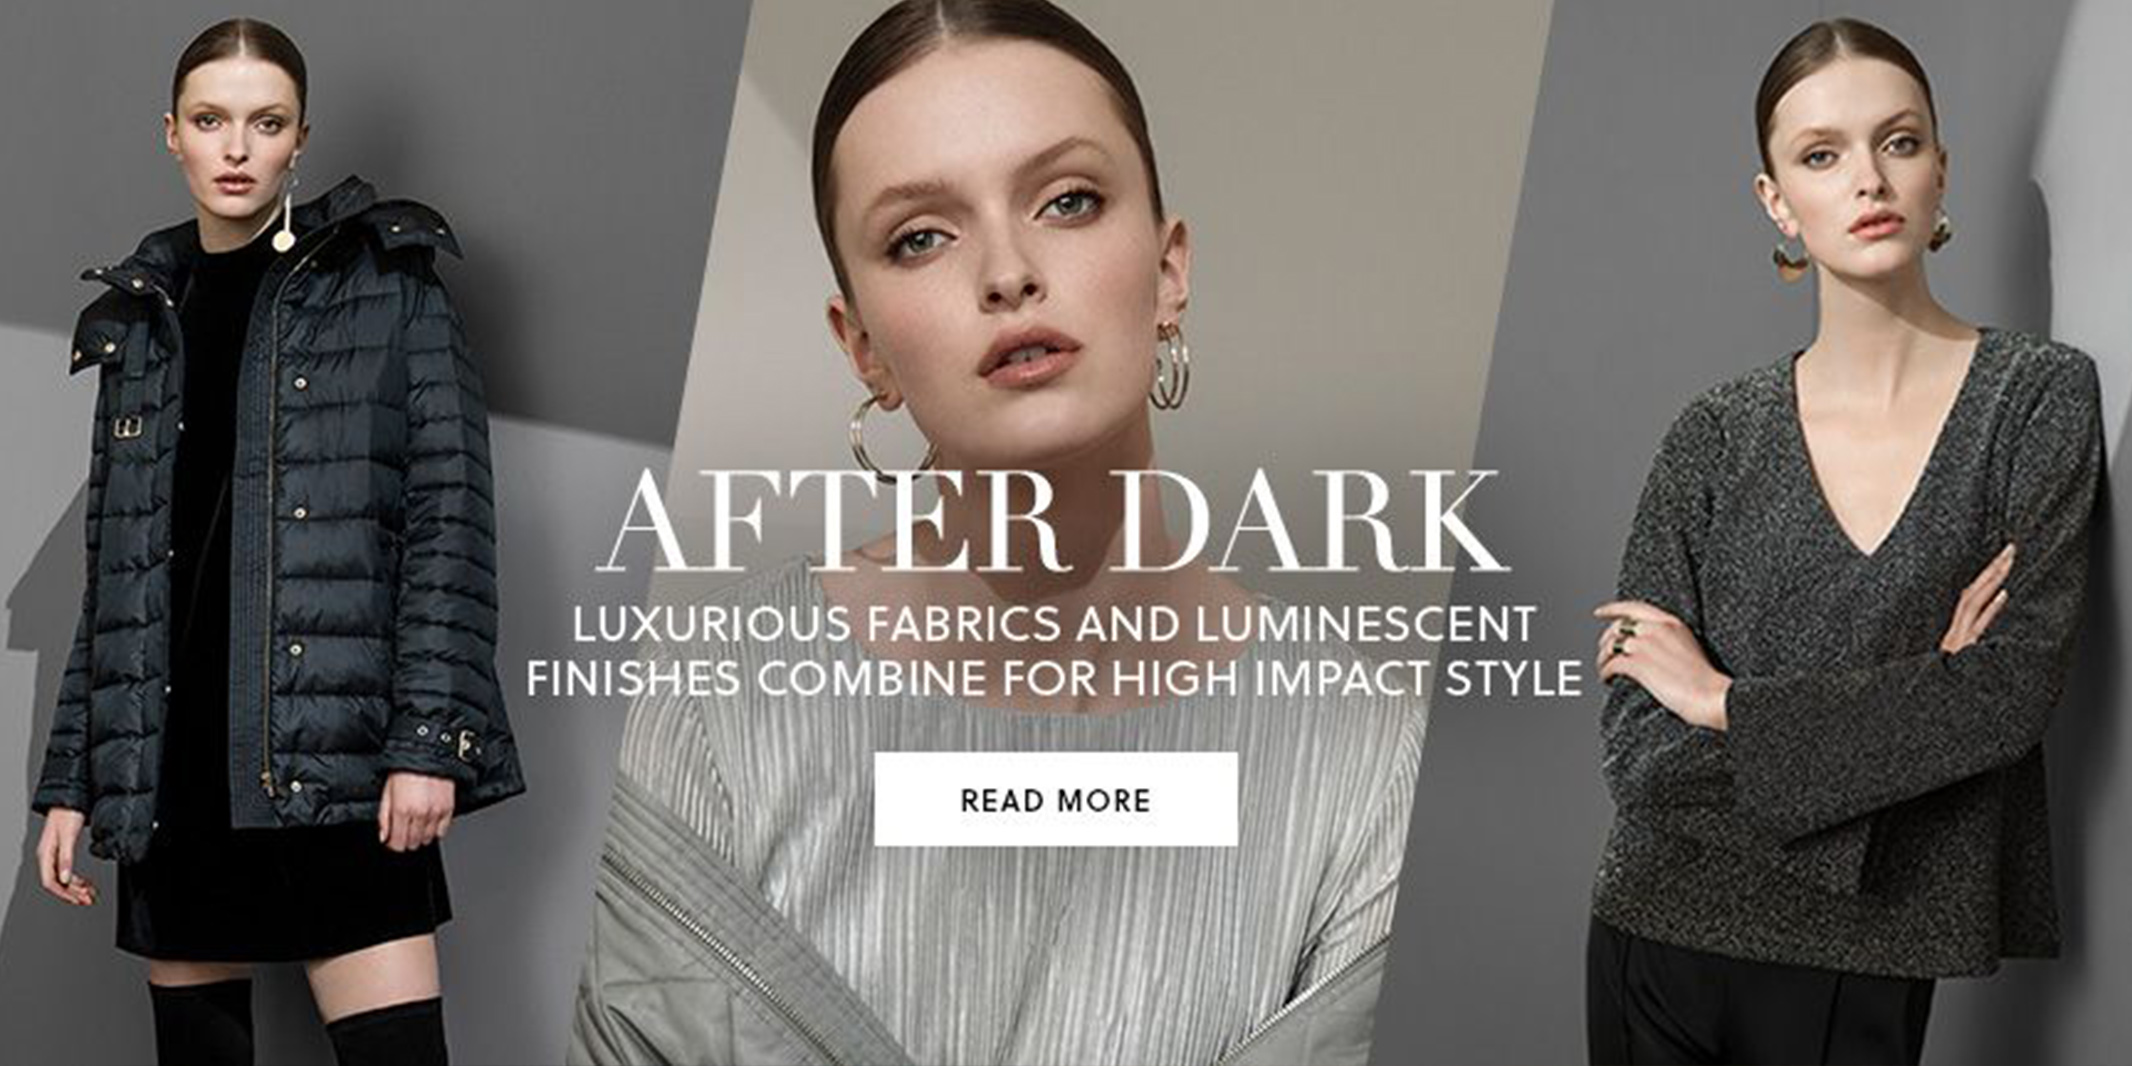 AFTER DARK
LUXURIOUS FABRICS AND LUMINESCENT
FINISHES COMBINE FOR HIGH IMPACT STYLE
READ MORE